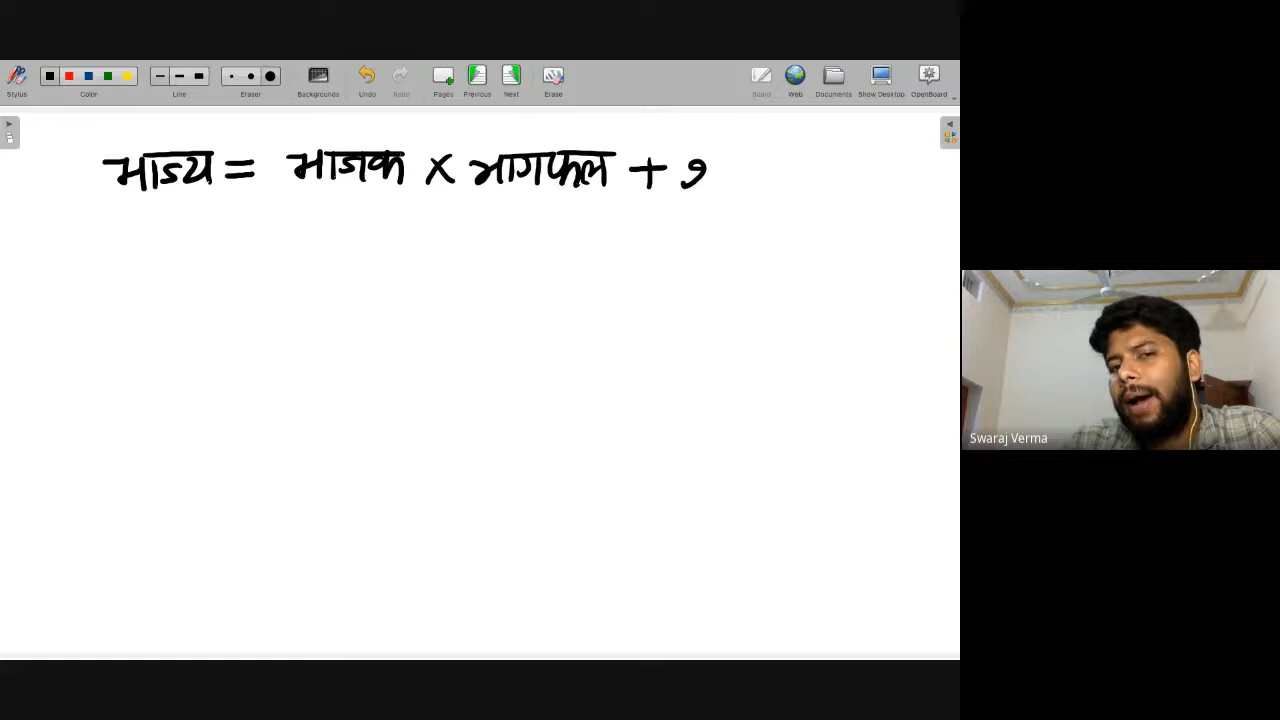 Stylus Color Line Eraser Backgrounds Undo Redo Pages Previous Next Erase Board Web Documents Show Desktop OpenBoard
भाज्य = भाजक × भागफल +
Swaraj Verma